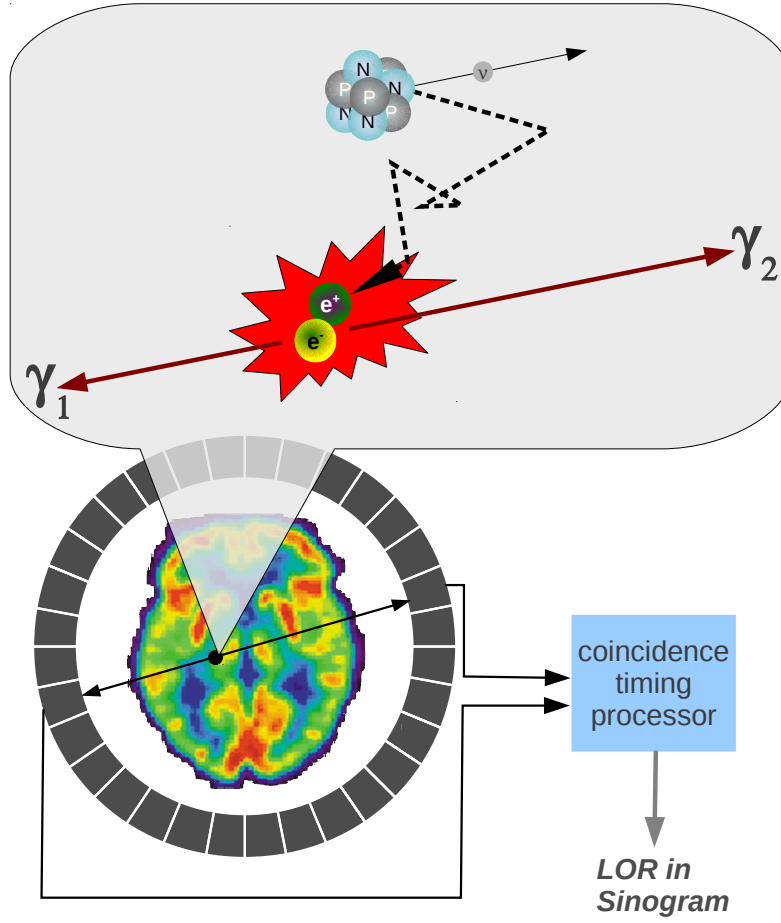 N
N
P
P
P
N
N
ν
γ2
e+
e-
γ1
coincidence
timing
processor
LOR in
Sinogram